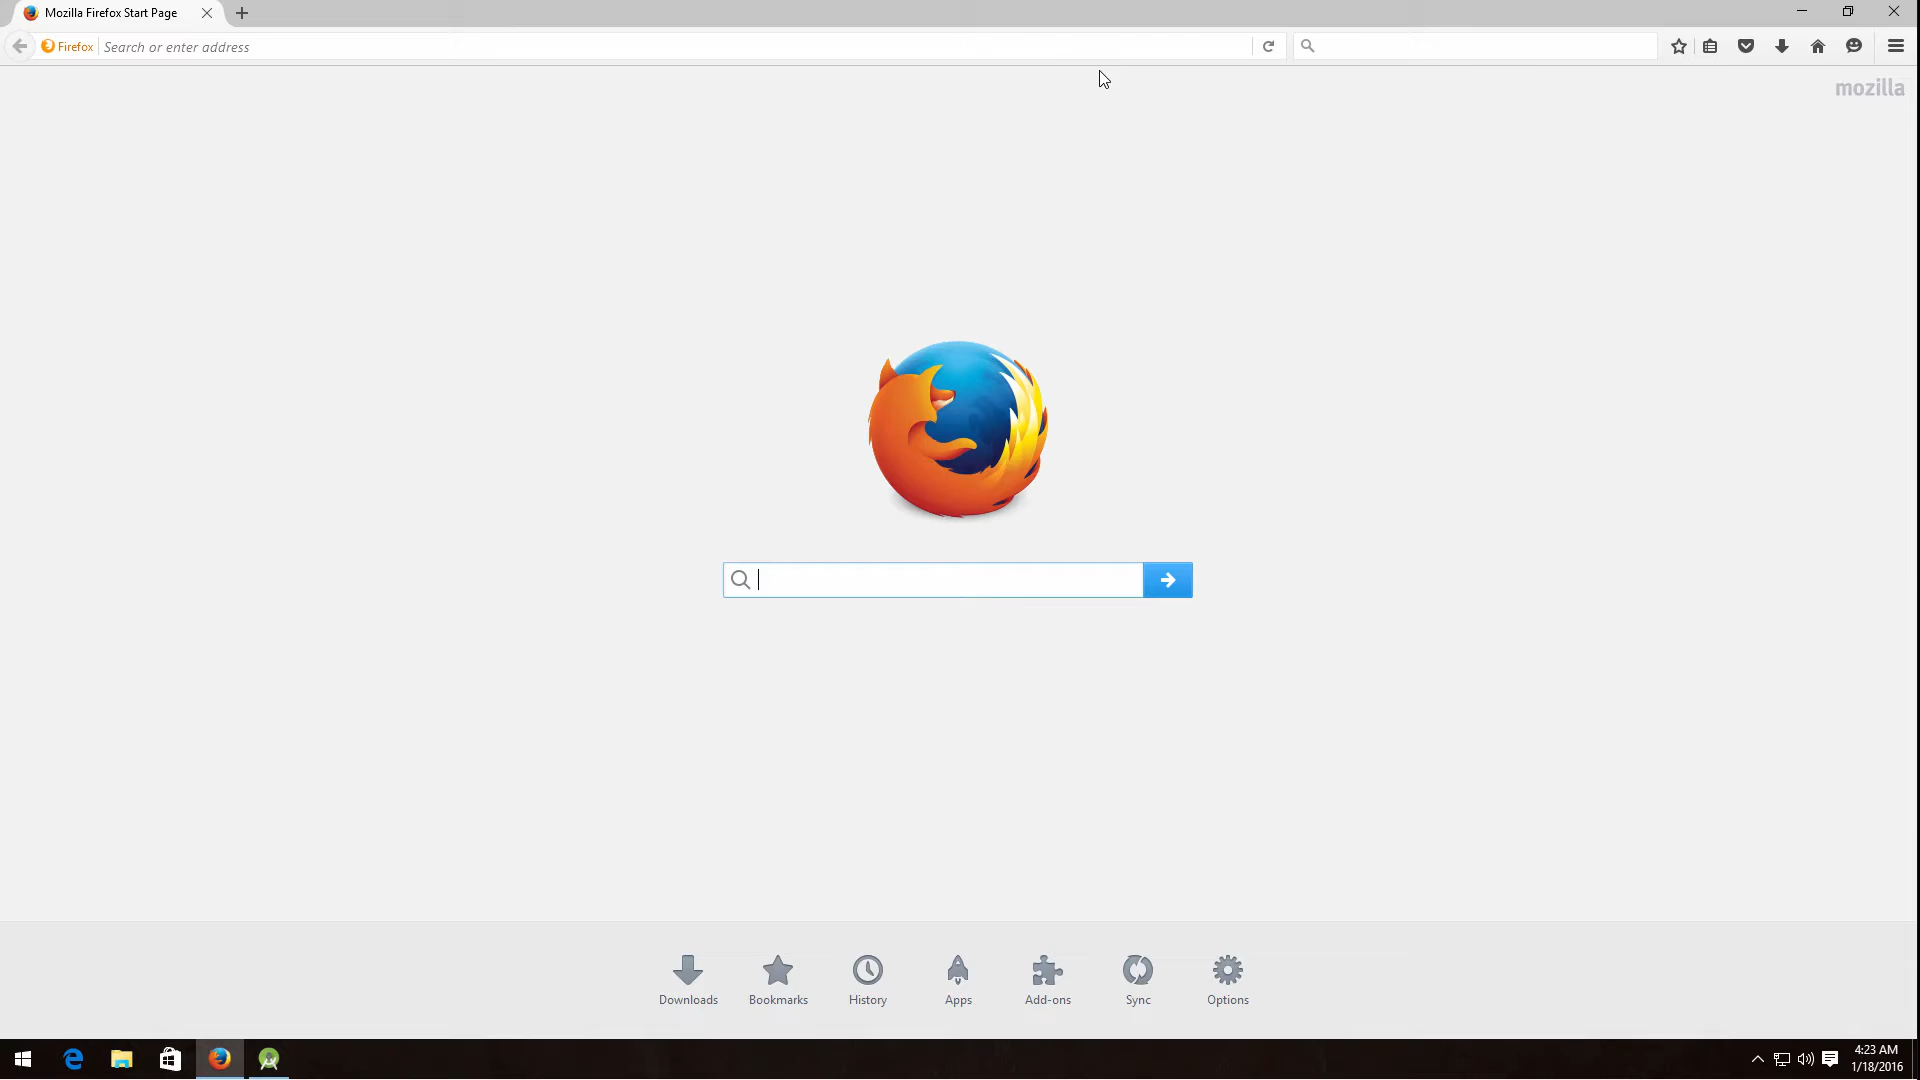 Mozilla Firefox Start Page
Firefox Search or enter address
mozilla
Downloads Bookmarks History Apps Add-ons Sync Options
4:23 AM
1/18/2016